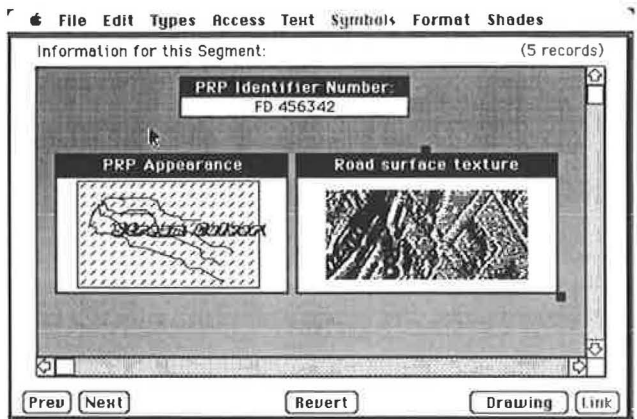 File Edit Types Access Text Symbols Format Shades
Information for this Segment: (5 records)
PRP Identifier Number:
FD 456342
PRP Appearance Road surface texture
Prev Next Revert Drawing Link